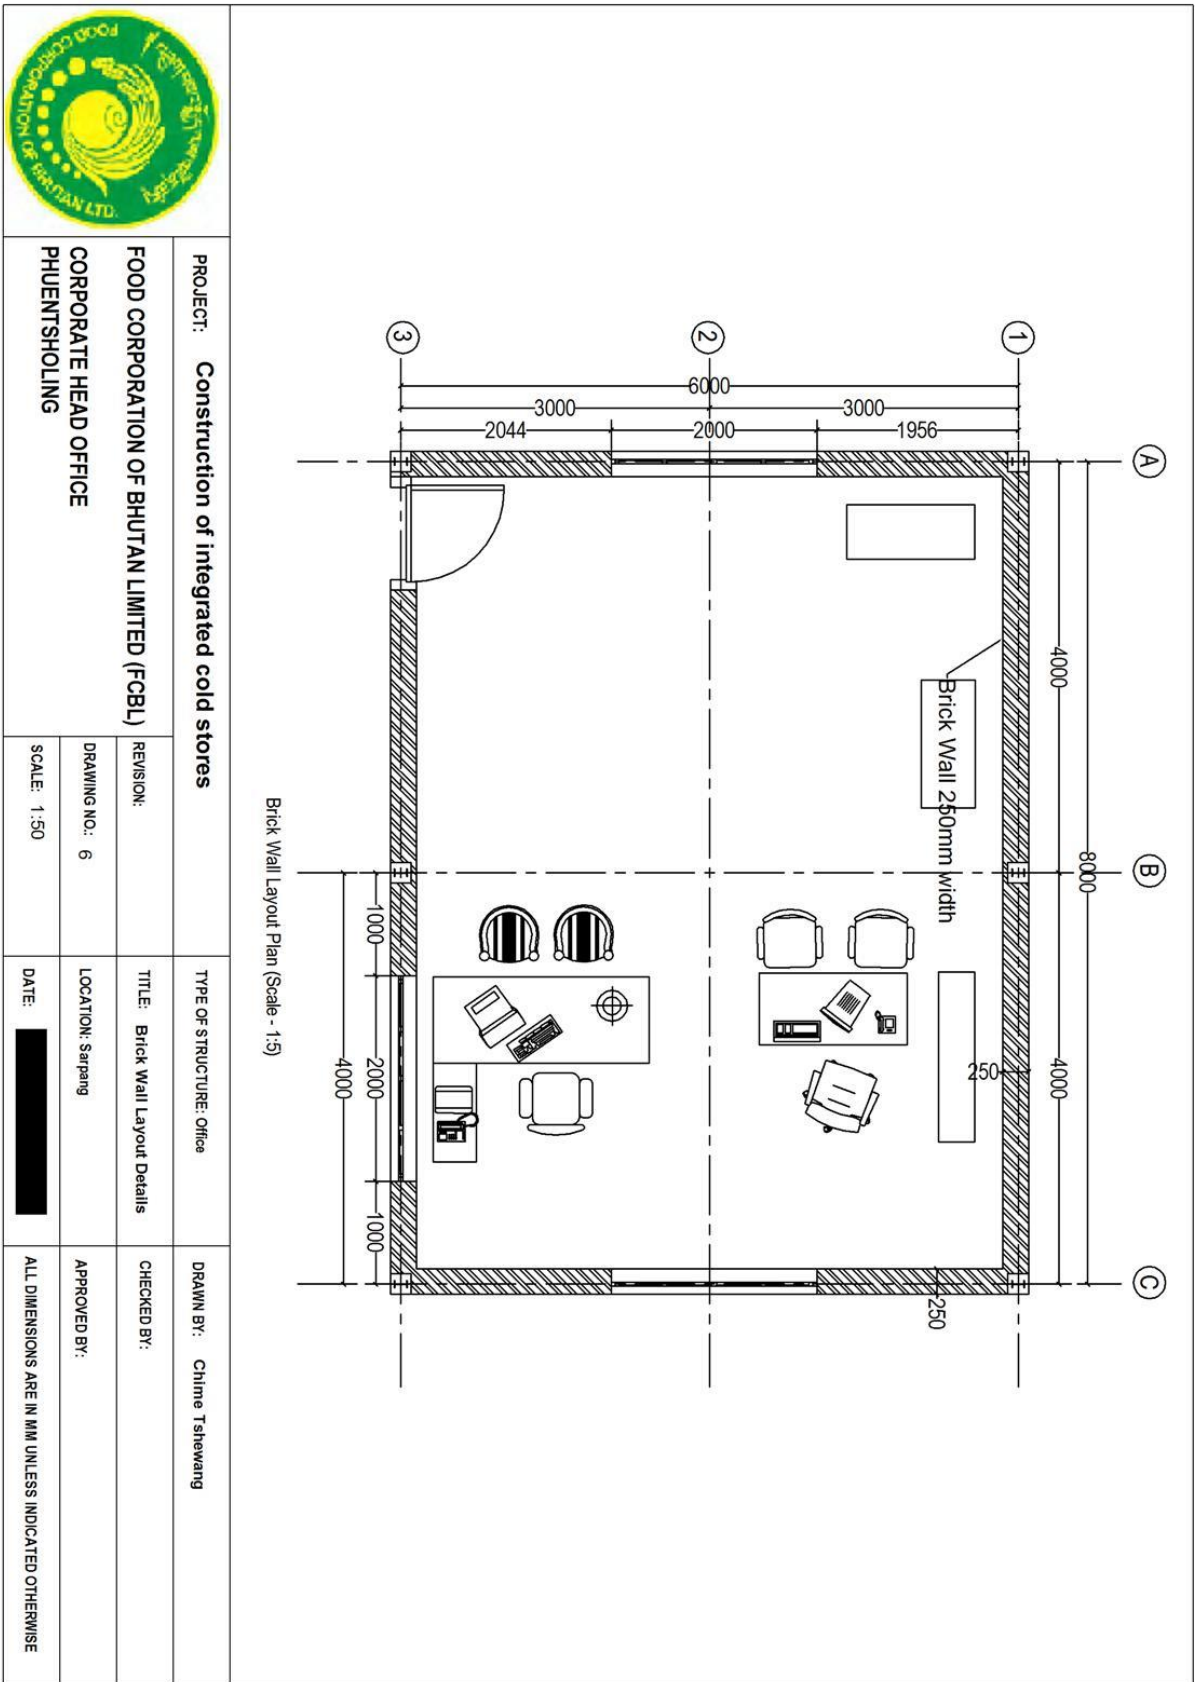 A
B
C
8000
4000
4000
1
2
3
6000
3000
3000
1956
2000
2044
Brick Wall 250mm width
250
250
1000
2000
1000
4000
Brick Wall Layout Plan (Scale - 1:5)
FOOD CORPORATION OF BHUTAN LTD.
PROJECT: Construction of integrated cold stores
FOOD CORPORATION OF BHUTAN LIMITED (FCBL)
CORPORATE HEAD OFFICE
PHUENTSHOLING
REVISION:
DRAWING NO.: 6
SCALE: 1:50
TYPE OF STRUCTURE: Office
TITLE: Brick Wall Layout Details
LOCATION: Sarpang
DATE:
DRAWN BY: Chime Tshewang
CHECKED BY:
APPROVED BY:
ALL DIMENSIONS ARE IN MM UNLESS INDICATED OTHERWISE